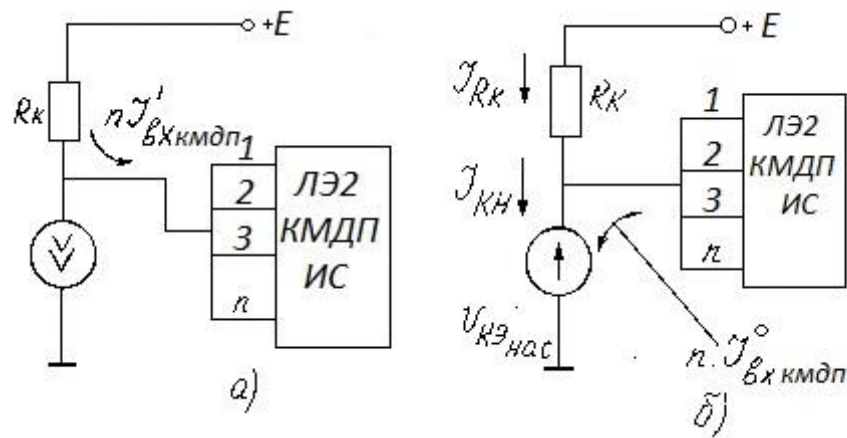 +E
Rк
nJ'вхкмдп
1
2
3
n
ЛЭ2
КМДП
ИС
а)
+ E
JRк
Rк
Jкн
1
2
3
n
ЛЭ2
КМДП
ИС
Uкэнас
n.J°вх кмдп
б)